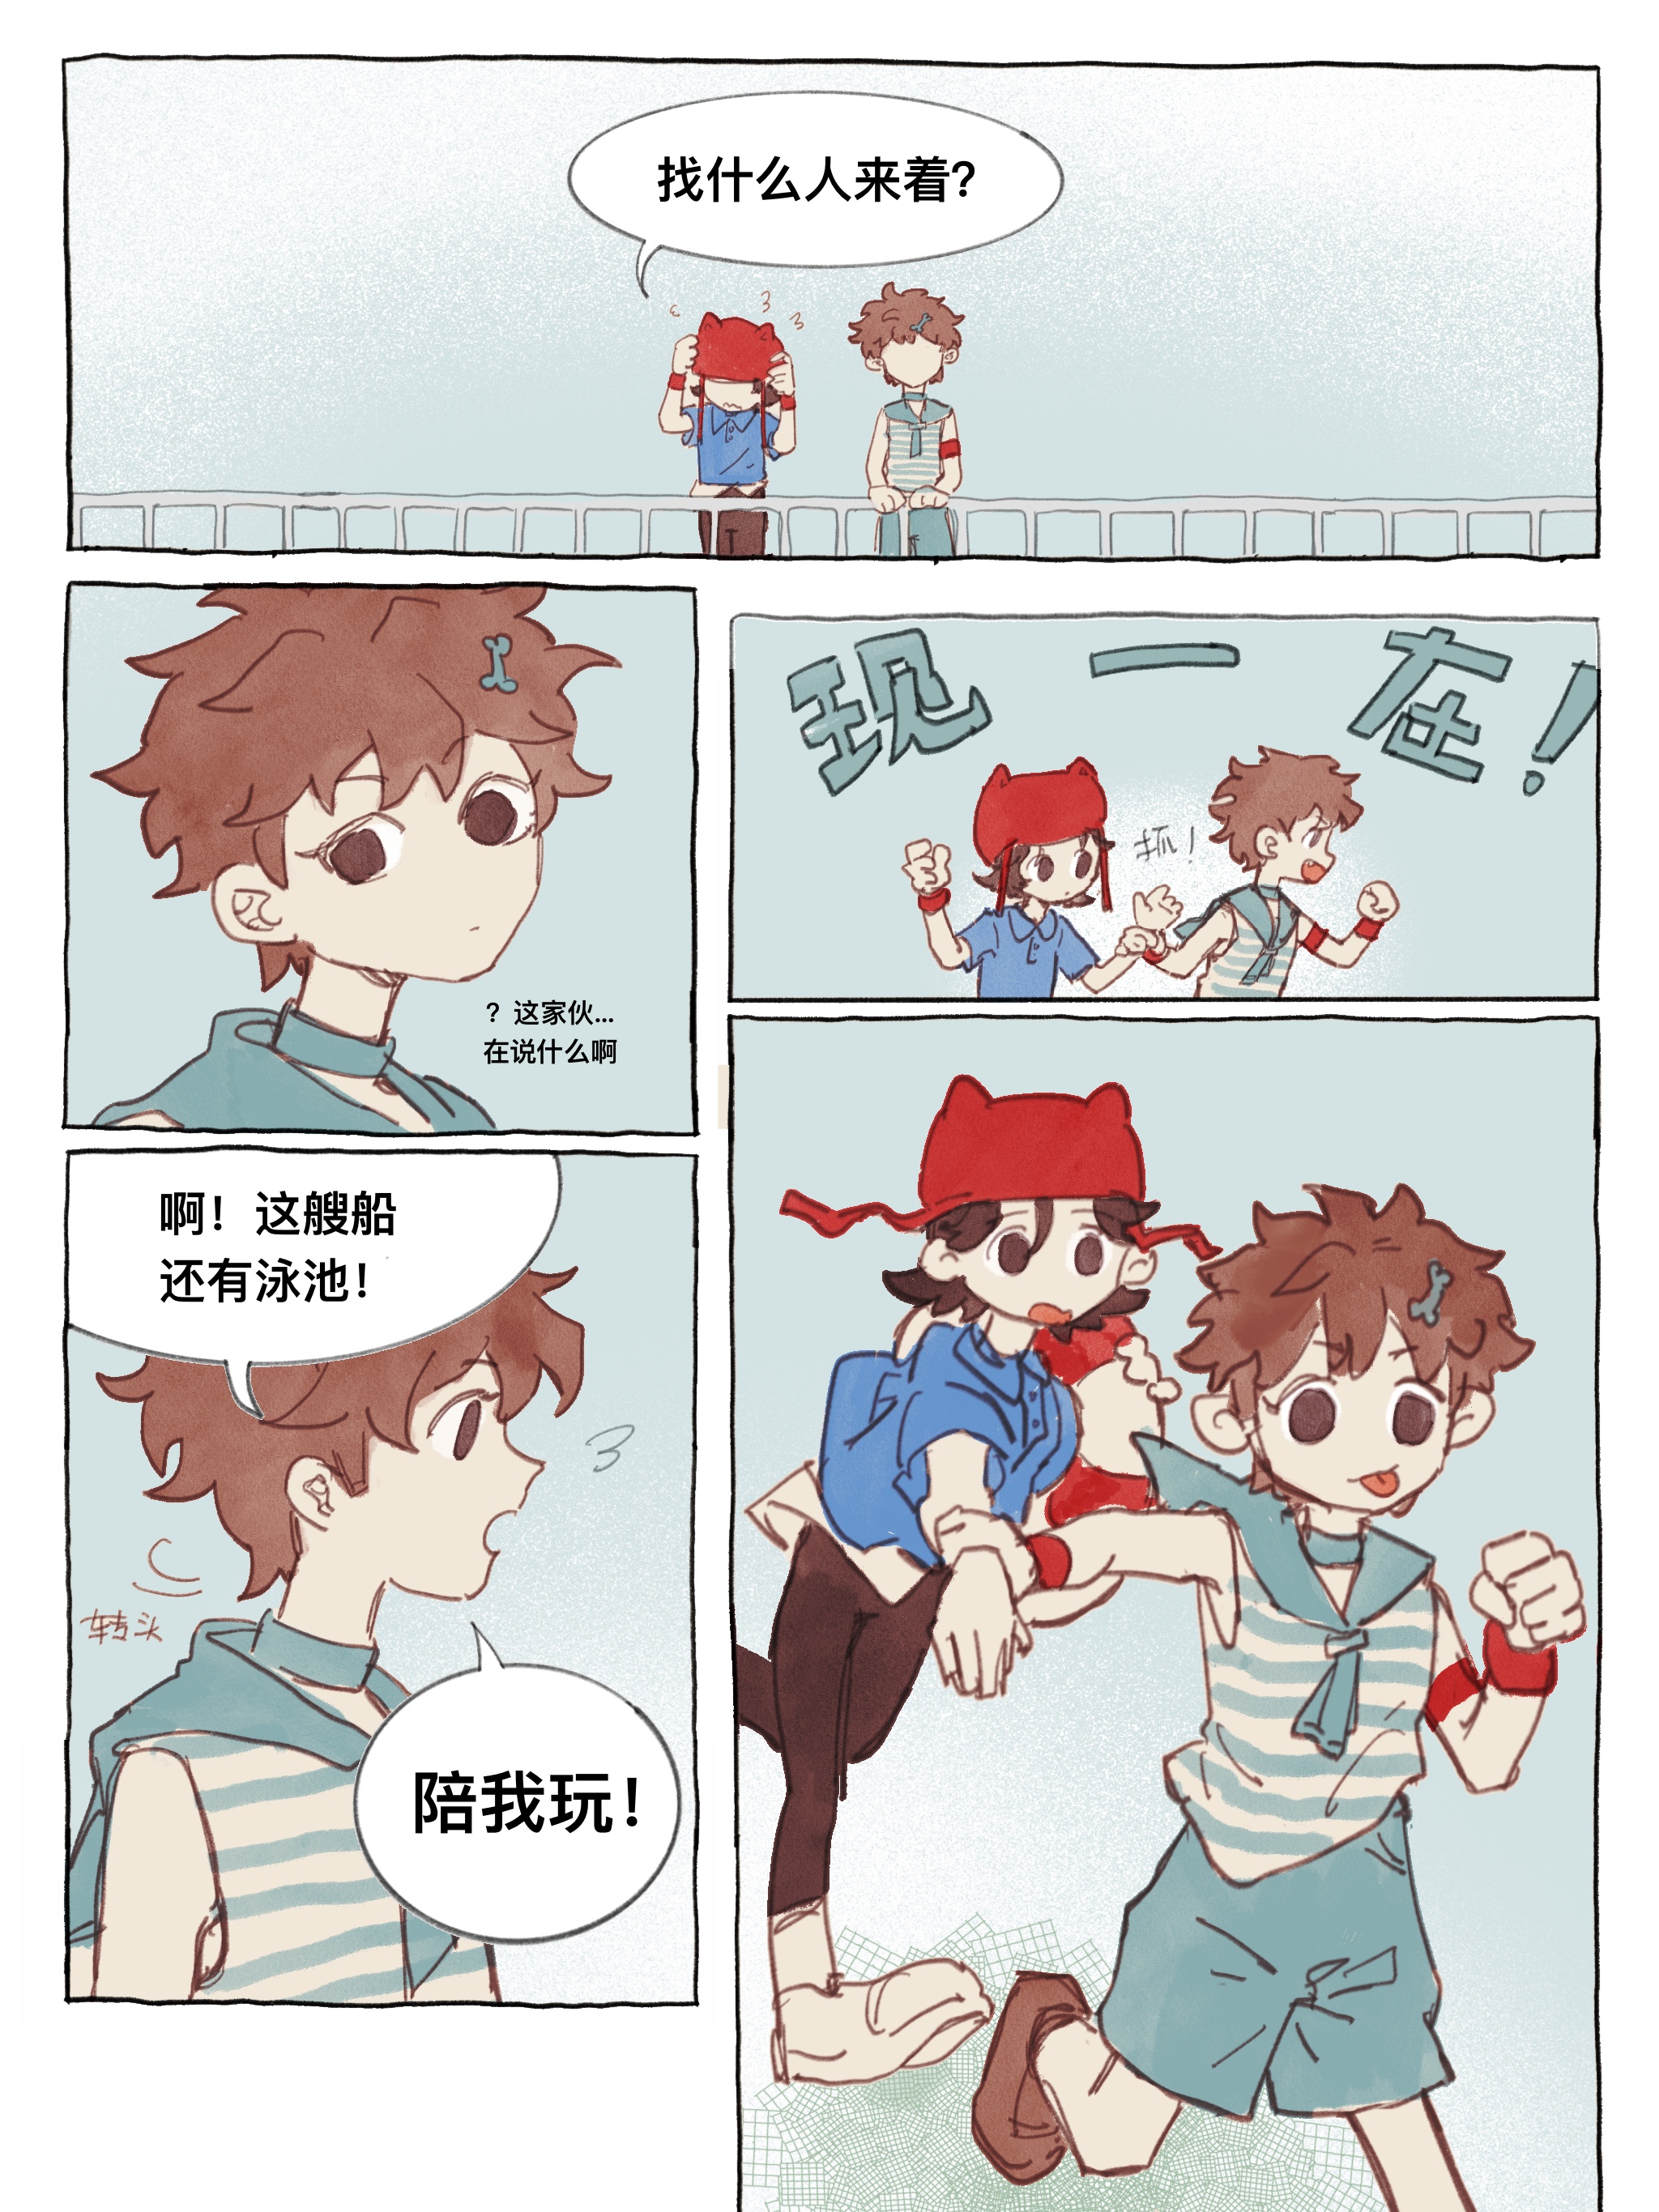 找什么人来着？
？这家伙...
在说什么啊
啊！这艘船
还有泳池！
转头
陪我玩！
现一在！
抓！